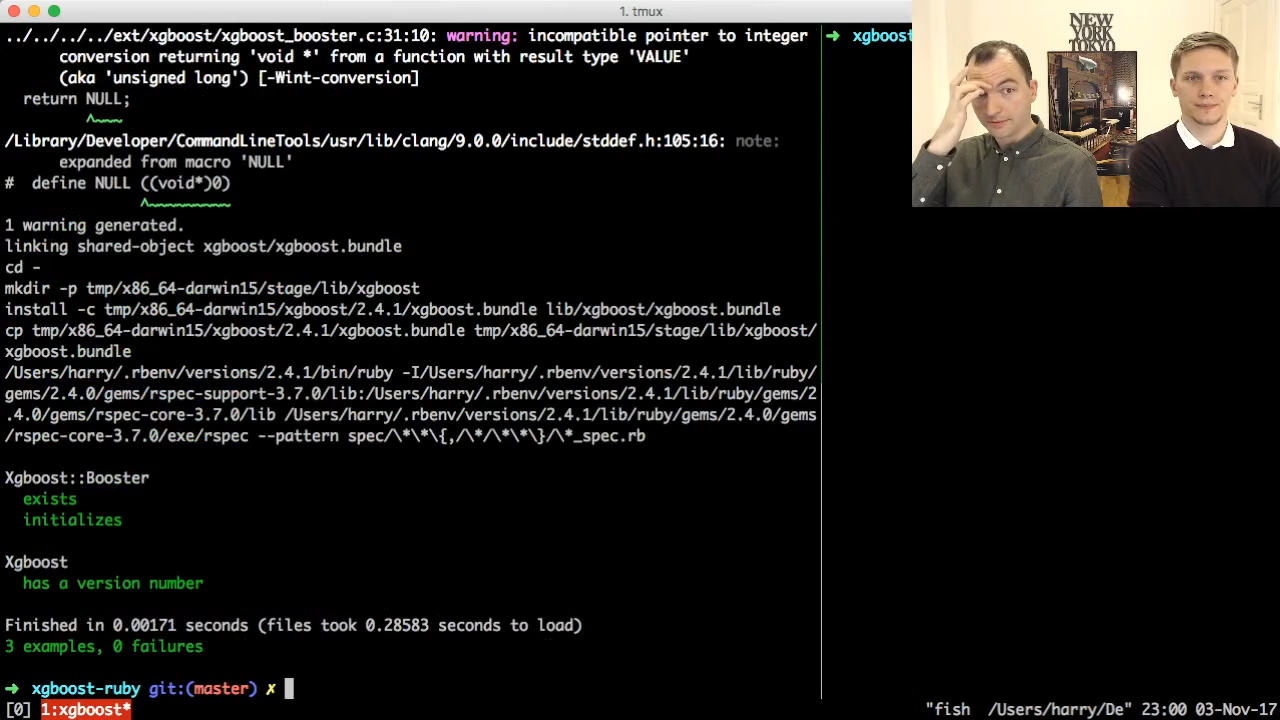 1. tmux
../../../../ext/xgboost/xgboost_booster.c:31:10: warning: incompatible pointer to integer
conversion returning 'void *' from a function with result type 'VALUE'
(aka 'unsigned long') [-Wint-conversion]
return NULL;
^~~~
/Library/Developer/CommandLineTools/usr/lib/clang/9.0.0/include/stddef.h:105:16: note:
expanded from macro 'NULL'
# define NULL ((void*)0)
^~~~~~~~~~
1 warning generated.
linking shared-object xgboost/xgboost.bundle
cd -
mkdir -p tmp/x86_64-darwin15/stage/lib/xgboost
install -c tmp/x86_64-darwin15/xgboost/2.4.1/xgboost.bundle lib/xgboost/xgboost.bundle
cp tmp/x86_64-darwin15/xgboost/2.4.1/xgboost.bundle tmp/x86_64-darwin15/stage/lib/xgboost/
xgboost.bundle
/Users/harry/.rbenv/versions/2.4.1/bin/ruby -I/Users/harry/.rbenv/versions/2.4.1/lib/ruby/
gems/2.4.0/gems/rspec-support-3.7.0/lib:/Users/harry/.rbenv/versions/2.4.1/lib/ruby/gems/2
.4.0/gems/rspec-core-3.7.0/lib /Users/harry/.rbenv/versions/2.4.1/lib/ruby/gems/2.4.0/gems
/rspec-core-3.7.0/exe/rspec --pattern spec/\*\*\{,/\*/\*\*\}/\*_spec.rb
Xgboost::Booster
exists
initializes
Xgboost
has a version number
Finished in 0.00171 seconds (files took 0.28583 seconds to load)
3 examples, 0 failures
➜ xgboost-ruby git:(master) ✗
[0] 1:xgboost*
➜ xgboost
NEW
YORK
TOKYO
"fish /Users/harry/De" 23:00 03-Nov-17